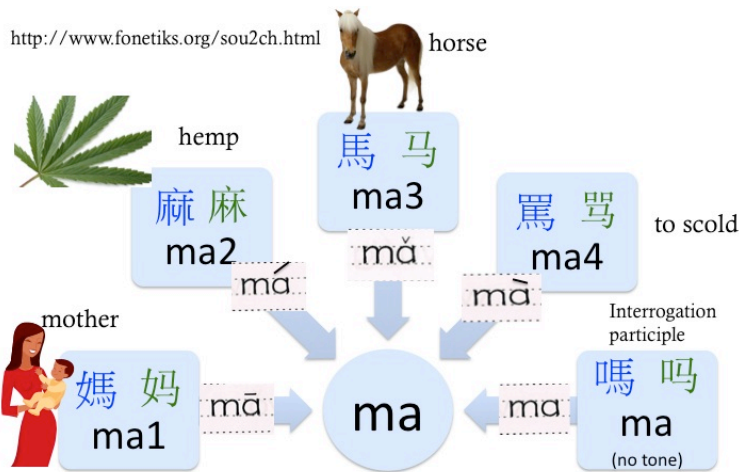 http://www.fonetiks.org/sou2ch.html
horse
馬 马
ma3
mǎ
hemp
麻 麻
ma2
má
罵 骂
ma4
to scold
mà
mother
媽 妈
ma1
mā
ma
Interrogation
participle
嗎 吗
ma
(no tone)
ma